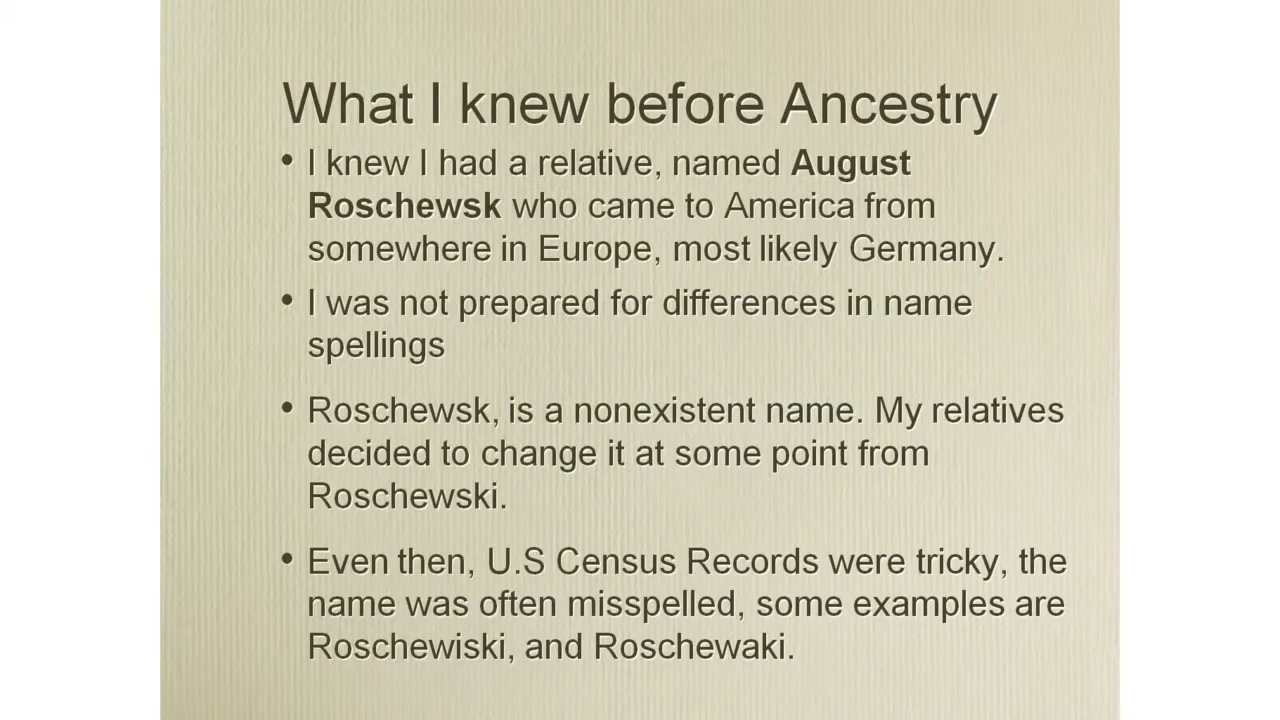 What I knew before Ancestry
• I knew I had a relative, named August
Roschewsk who came to America from
somewhere in Europe, most likely Germany.
• I was not prepared for differences in name
spellings
• Roschewsk, is a nonexistent name. My relatives
decided to change it at some point from
Roschewski.
• Even then, U.S Census Records were tricky, the
name was often misspelled, some examples are
Roschewiski, and Roschewaki.